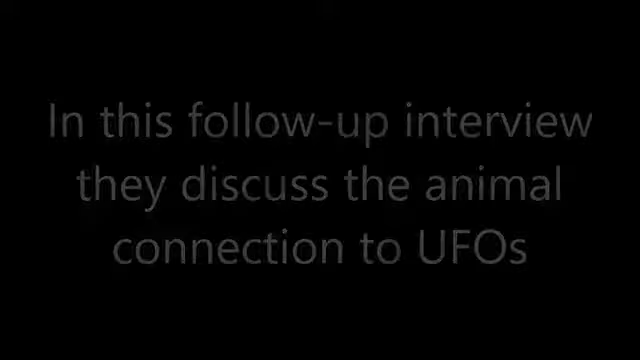 In this follow-up interview
they discuss the animal
connection to UFOs